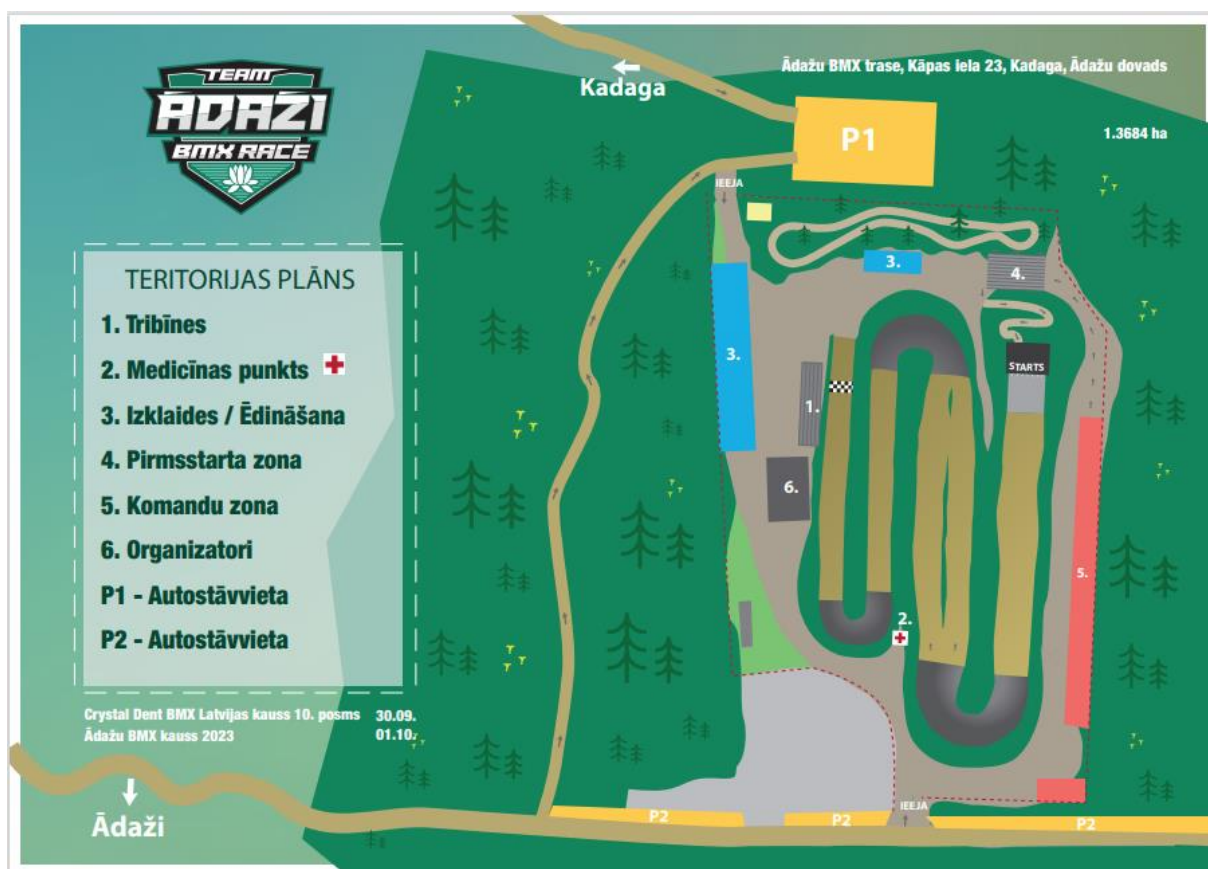 TEAM
ĀDAŽI
BMX RACE
Kadaga
Ādažu BMX trase, Kāpas iela 23, Kadaga, Ādažu dovads
1.3684 ha
P1
IEEJA
3.
4.
STARTS
3.
1.
6.
5.
2.
TERITORIJAS PLĀNS
1. Tribīnes
2. Medicīnas punkts
3. Izklaides / Ēdināšana
4. Pirmsstarta zona
5. Komandu zona
6. Organizatori
P1 - Autostāvvieta
P2 - Autostāvvieta
Crystal Dent BMX Latvijas kauss 10. posms 30.09.
Ādažu BMX kauss 2023 01.10.
Ādaži
P2
P2
IEEJA
P2